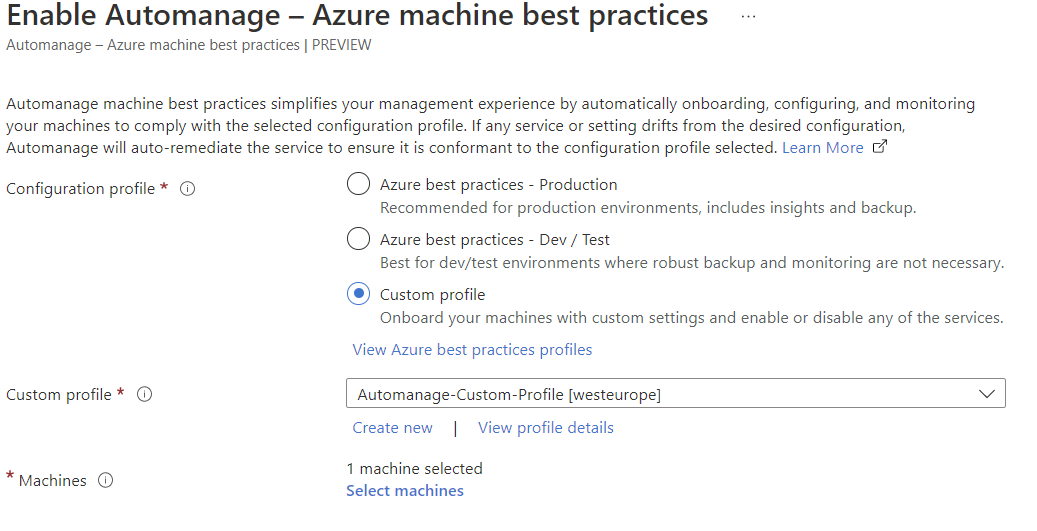 Enable Automanage – Azure machine best practices ...
Automanage – Azure machine best practices | PREVIEW
Automanage machine best practices simplifies your management experience by automatically onboarding, configuring, and monitoring
your machines to comply with the selected configuration profile. If any service or setting drifts from the desired configuration,
Automanage will auto-remediate the service to ensure it is conformant to the configuration profile selected. Learn More
Configuration profile *
Azure best practices - Production
Recommended for production environments, includes insights and backup.
Azure best practices - Dev / Test
Best for dev/test environments where robust backup and monitoring are not necessary.
Custom profile
Onboard your machines with custom settings and enable or disable any of the services.
View Azure best practices profiles
Custom profile *
Automanage-Custom-Profile [westeurope]
Create new | View profile details
* Machines
1 machine selected
Select machines